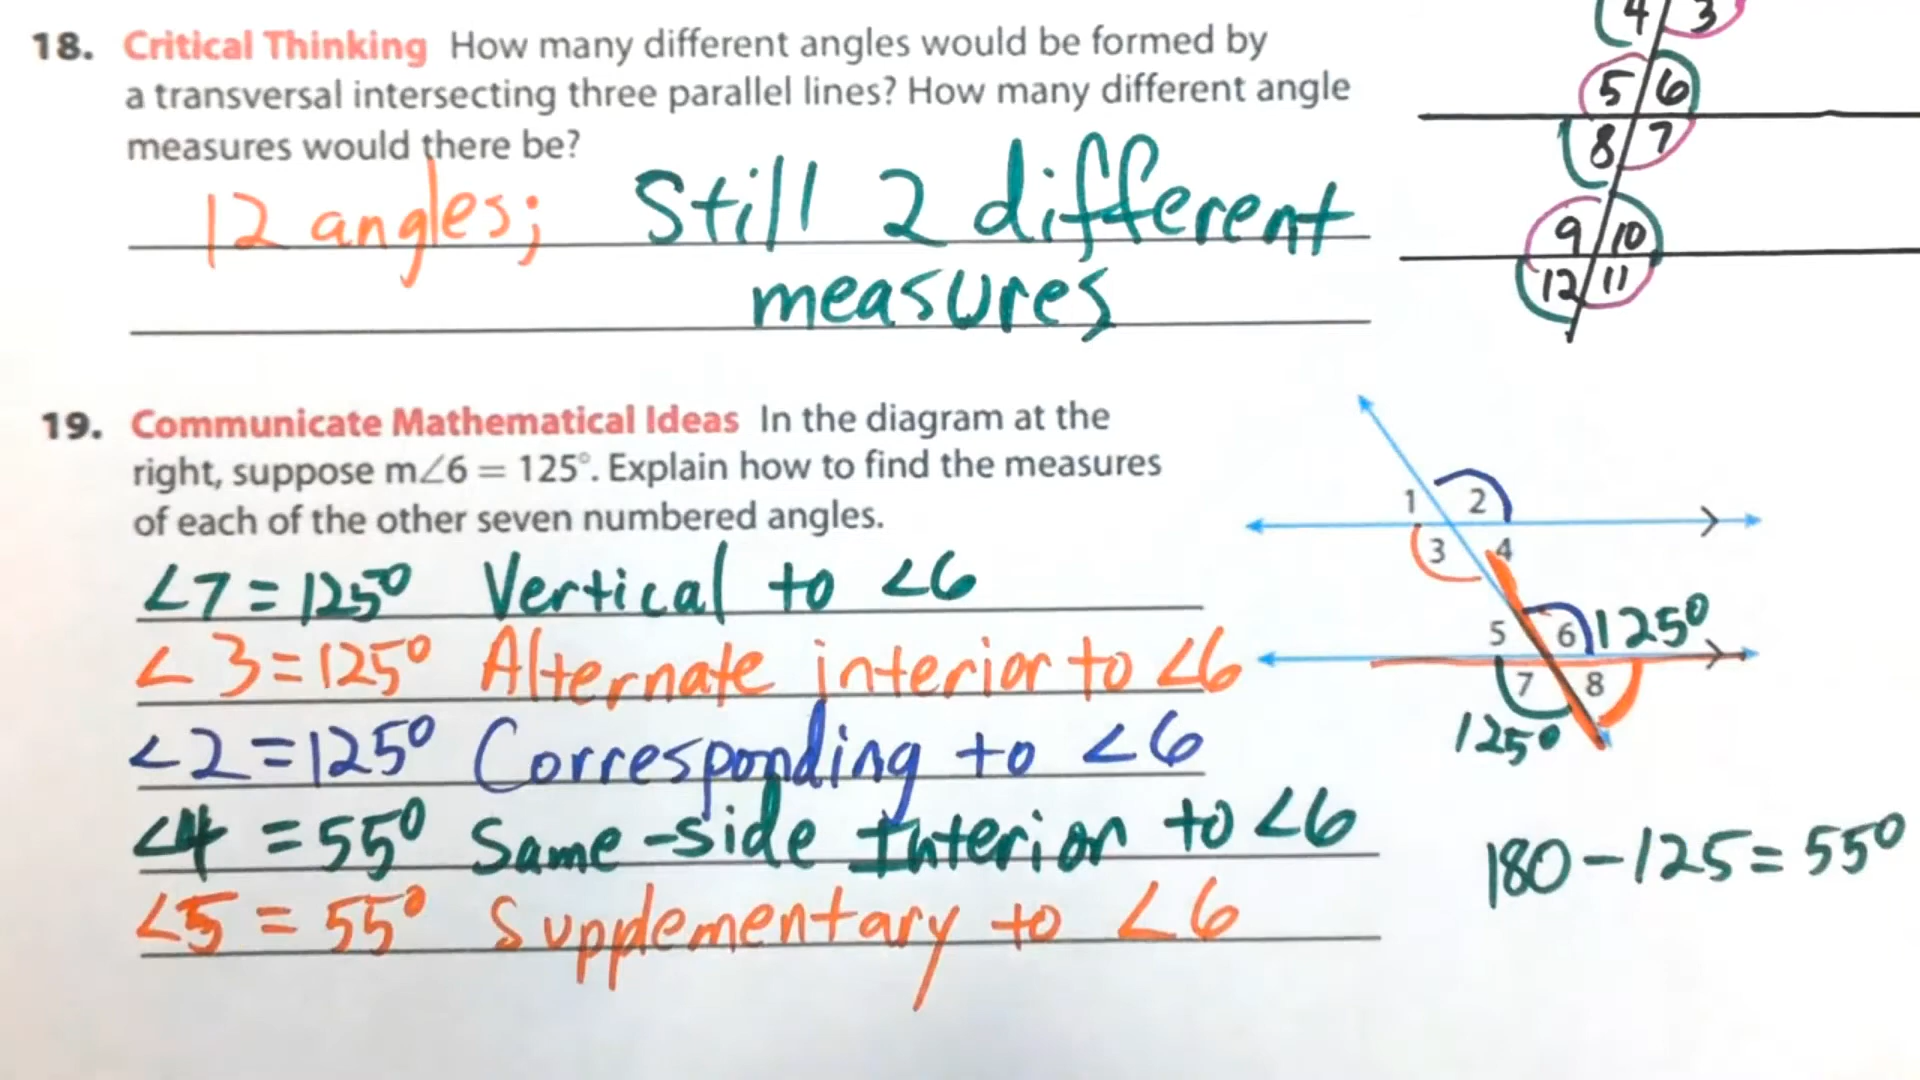 18. Critical Thinking How many different angles would be formed by
a transversal intersecting three parallel lines? How many different angle
measures would there be?
12 angles; Still 2 different
measures
4 3
5 6
8 7
9 10
12 11
19. Communicate Mathematical Ideas In the diagram at the
right, suppose m∠6 = 125°. Explain how to find the measures
of each of the other seven numbered angles.
∠7 = 125° Vertical to ∠6
∠3 = 125° Alternate interior to ∠6
∠2 = 125° Corresponding to ∠6
∠4 = 55° Same-side Interior to ∠6
∠5 = 55° Supplementary to ∠6
1 2
3 4
5 6 125°
7 8
125°
180 - 125 = 55°